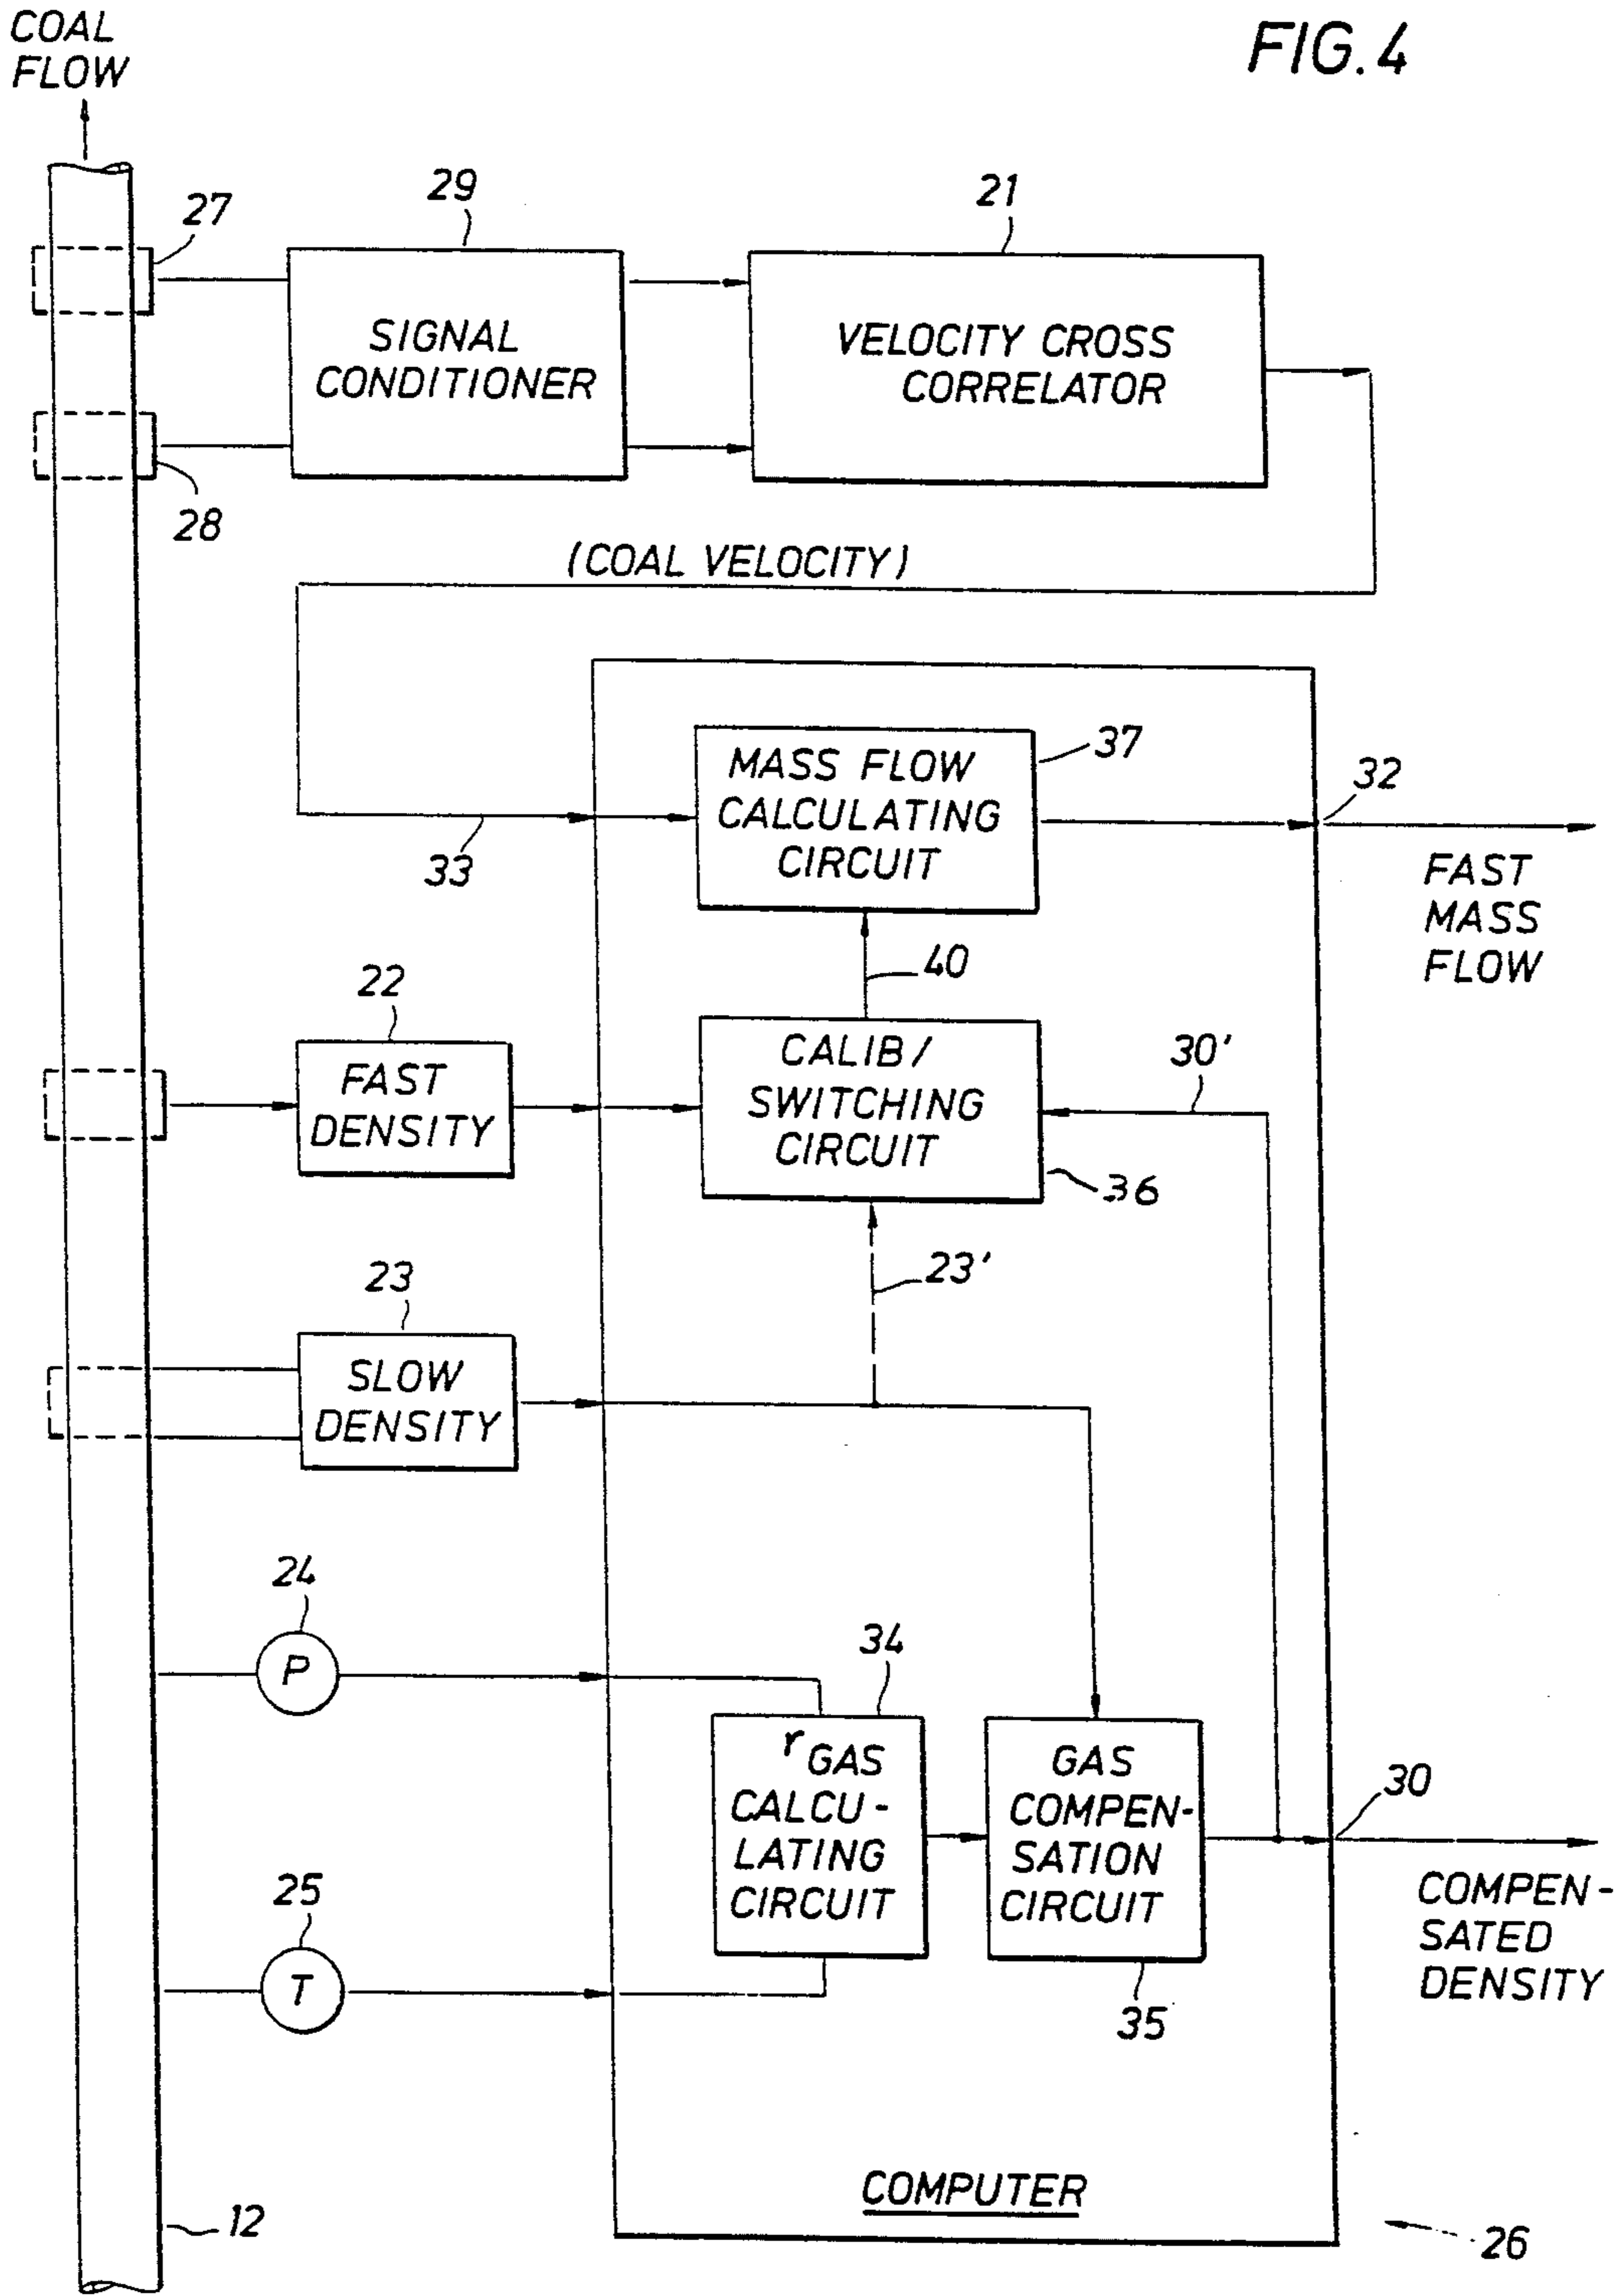 COAL
FLOW
FIG. 4
27
29
21
SIGNAL
CONDITIONER
VELOCITY CROSS
CORRELATOR
28
(COAL VELOCITY)
MASS FLOW
CALCULATING
CIRCUIT
37
32
33
FAST
MASS
FLOW
40
22
FAST
DENSITY
CALIB/
SWITCHING
CIRCUIT
30'
36
23'
23
SLOW
DENSITY
24
P
34
r GAS
CALCU-
LATING
CIRCUIT
GAS
COMPEN-
SATION
CIRCUIT
30
COMPEN-
SATED
DENSITY
25
T
35
COMPUTER
12
26